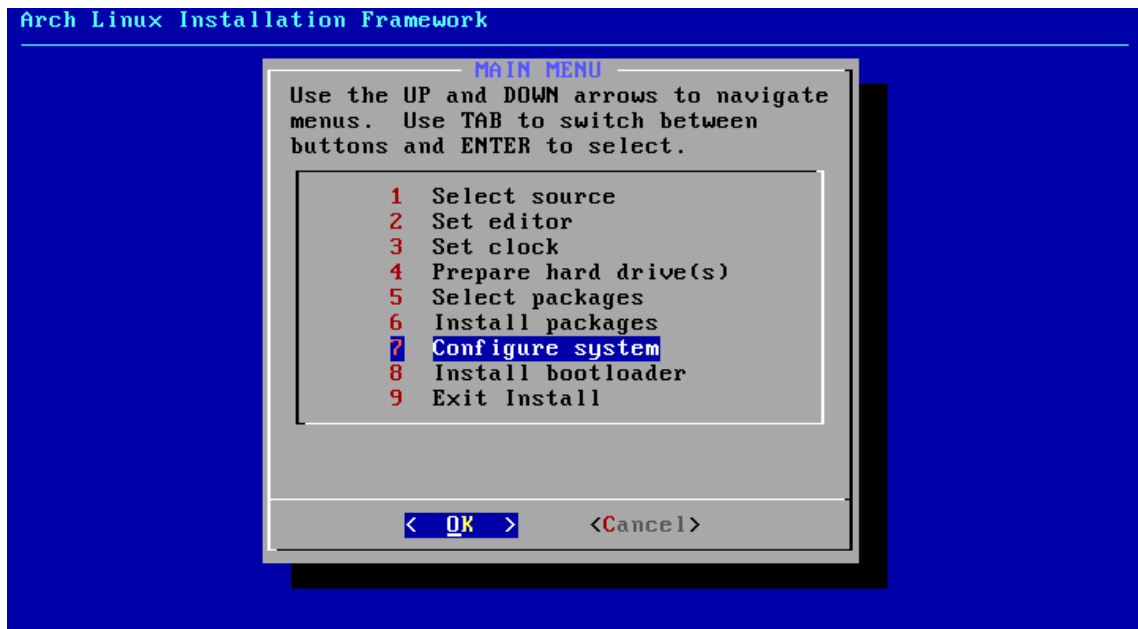 Arch Linux Installation Framework
MAIN MENU
Use the UP and DOWN arrows to navigate
menus.  Use TAB to switch between
buttons and ENTER to select.
1  Select source
2  Set editor
3  Set clock
4  Prepare hard drive(s)
5  Select packages
6  Install packages
7  Configure system
8  Install bootloader
9  Exit Install
<  OK  >     <Cancel>